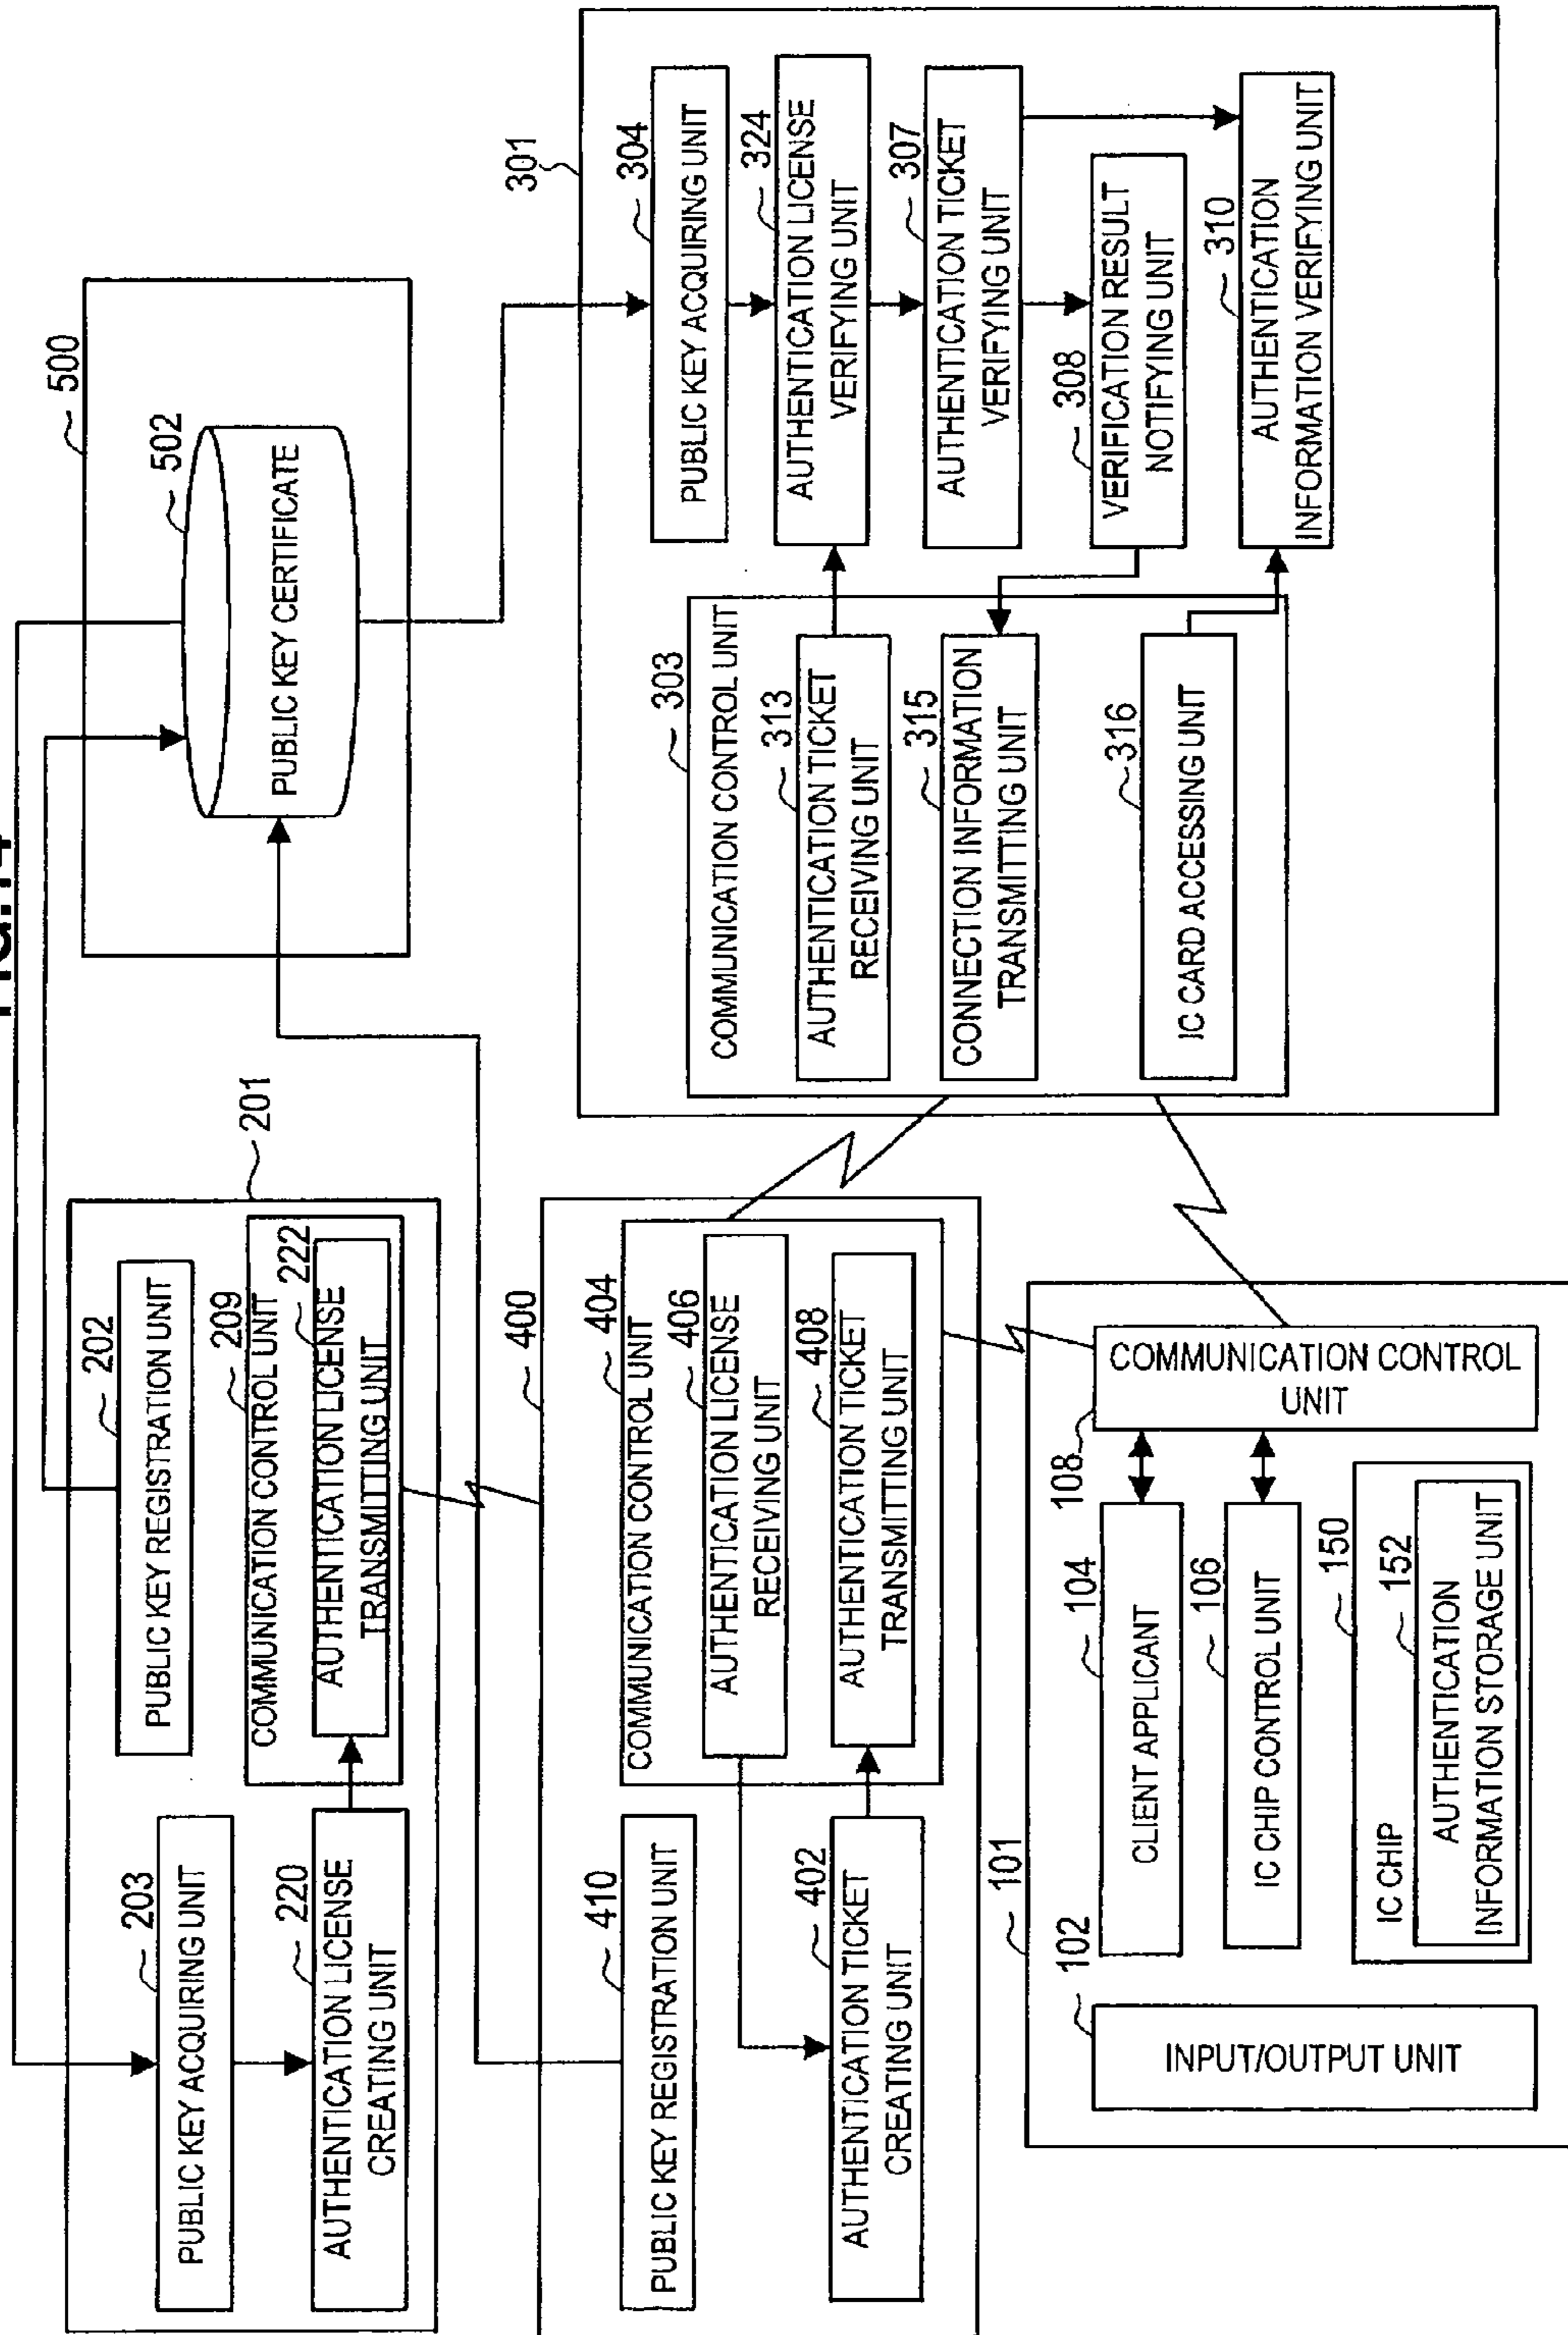 201
PUBLIC KEY ACQUIRING UNIT
203
PUBLIC KEY REGISTRATION UNIT
202
AUTHENTICATION LICENSE
CREATING UNIT
220
COMMUNICATION CONTROL UNIT
209
AUTHENTICATION LICENSE
TRANSMITTING UNIT
222
500
502
PUBLIC KEY CERTIFICATE
400
PUBLIC KEY REGISTRATION UNIT
410
COMMUNICATION CONTROL UNIT
404
AUTHENTICATION LICENSE
RECEIVING UNIT
406
AUTHENTICATION TICKET
CREATING UNIT
402
AUTHENTICATION TICKET
TRANSMITTING UNIT
408
301
PUBLIC KEY ACQUIRING UNIT
304
COMMUNICATION CONTROL UNIT
303
AUTHENTICATION LICENSE
VERIFYING UNIT
324
AUTHENTICATION TICKET
RECEIVING UNIT
313
AUTHENTICATION TICKET
VERIFYING UNIT
307
CONNECTION INFORMATION
TRANSMITTING UNIT
315
VERIFICATION RESULT
NOTIFYING UNIT
308
IC CARD ACCESSING UNIT
316
AUTHENTICATION
INFORMATION VERIFYING UNIT
310
101
102
INPUT/OUTPUT UNIT
CLIENT APPLICANT
104
COMMUNICATION CONTROL
UNIT
108
IC CHIP CONTROL UNIT
106
IC CHIP
150
AUTHENTICATION
INFORMATION STORAGE UNIT
152